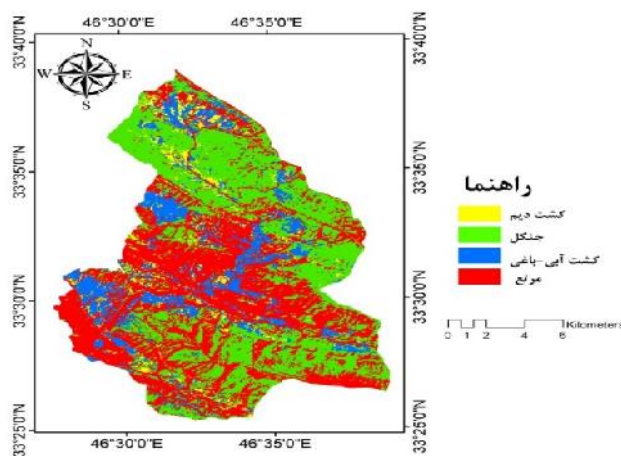 46°30'0"E 46°35'0"E
33°40'0"N 33°40'0"N
N
W E
S
33°35'0"N 33°35'0"N
راهنما
کشت دیم
جنگل
کشت آبی-باغی
مرتع
33°30'0"N 33°30'0"N
Kilometers
0 1 2 4 6
33°25'0"N 33°25'0"N
46°30'0"E 46°35'0"E